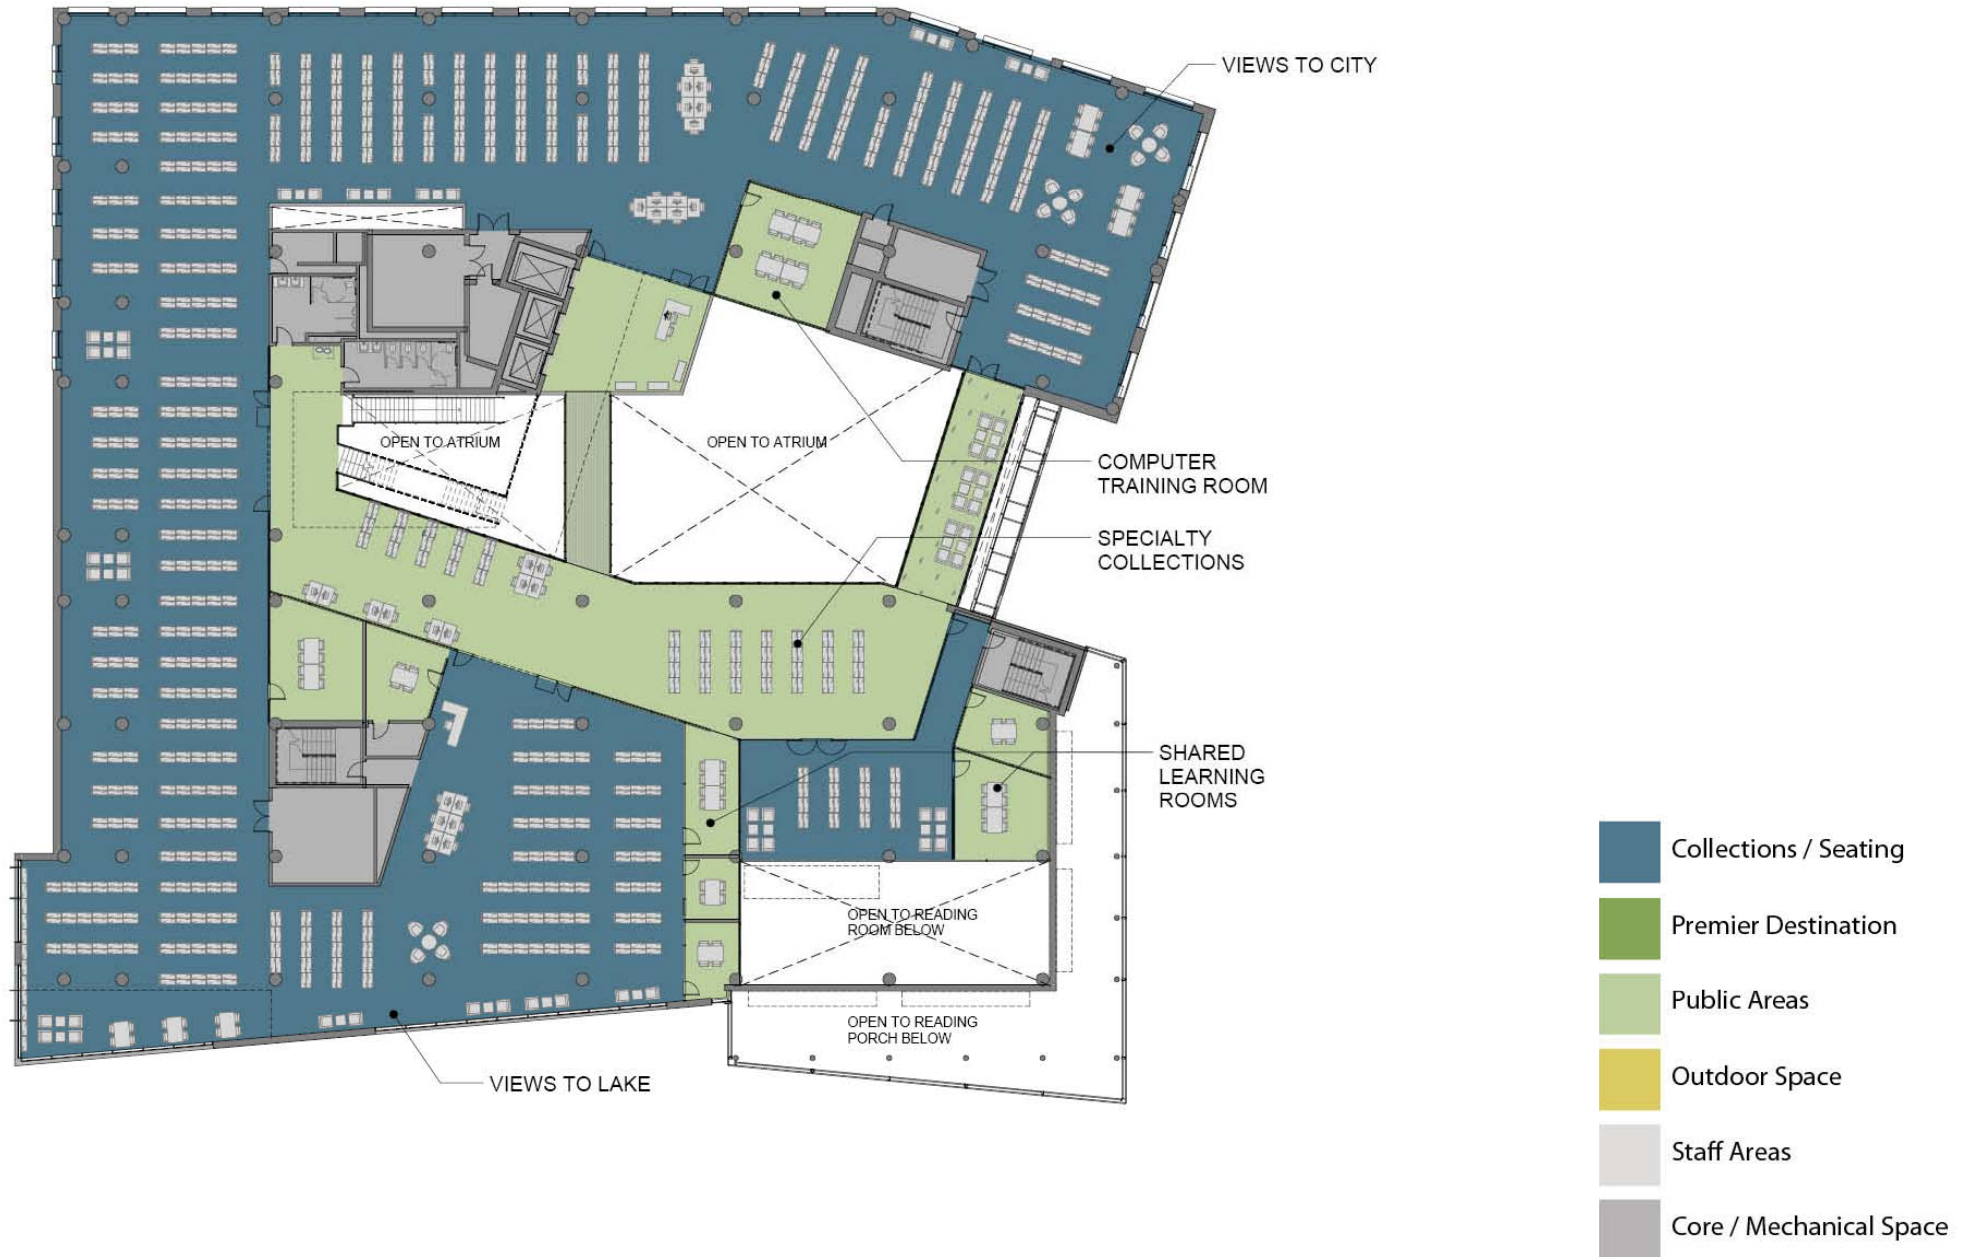 VIEWS TO CITY
OPEN TO ATRIUM
OPEN TO ATRIUM
COMPUTER
TRAINING ROOM
SPECIALTY
COLLECTIONS
SHARED
LEARNING
ROOMS
OPEN TO READING
ROOM BELOW
OPEN TO READING
PORCH BELOW
VIEWS TO LAKE
Collections / Seating
Premier Destination
Public Areas
Outdoor Space
Staff Areas
Core / Mechanical Space